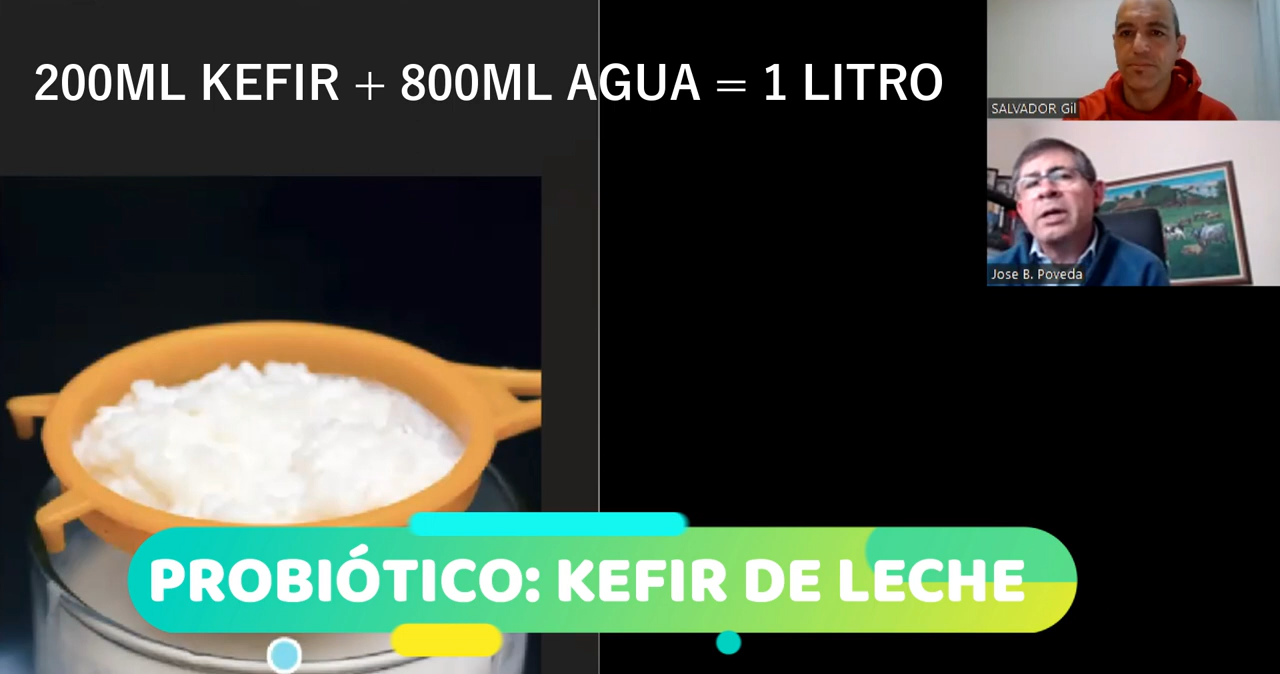 200ML KEFIR + 800ML AGUA = 1 LITRO
SALVADOR Gil
Jose B. Poveda
PROBIÓTICO: KEFIR DE LECHE